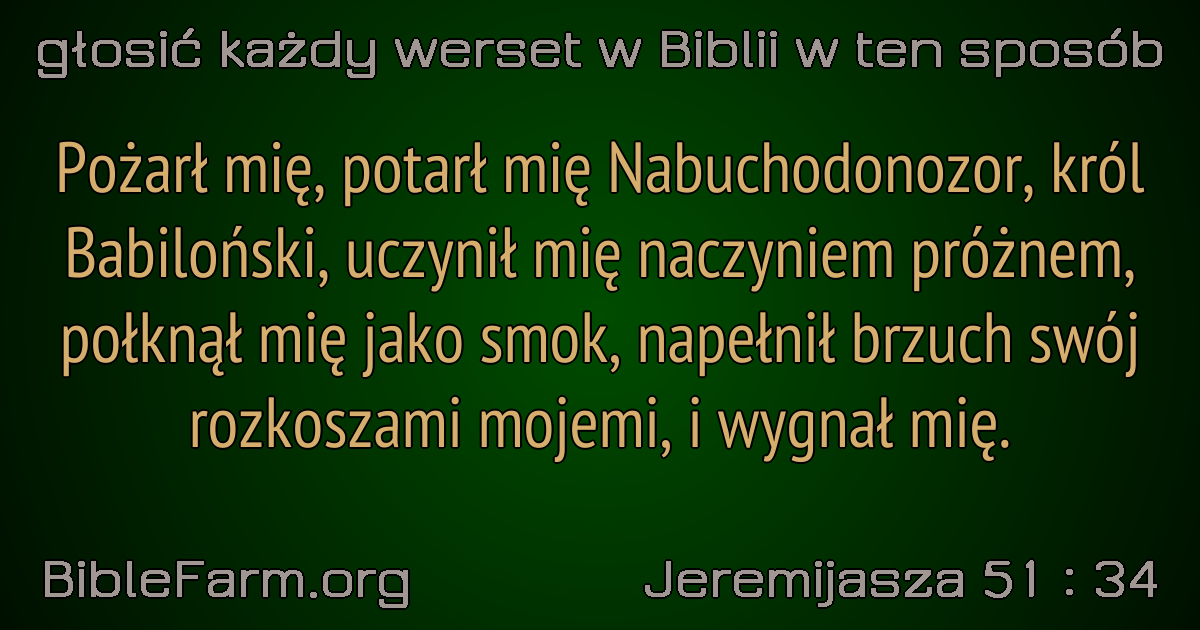 głosić każdy werset w Biblii w ten sposób
Pożarł mię, potarł mię Nabuchodonozor, król
Babiloński, uczynił mię naczyniem próżnem,
połknął mię jako smok, napełnił brzuch swój
rozkoszami mojemi, i wygnał mię.
BibleFarm.org
Jeremijasza 51 : 34